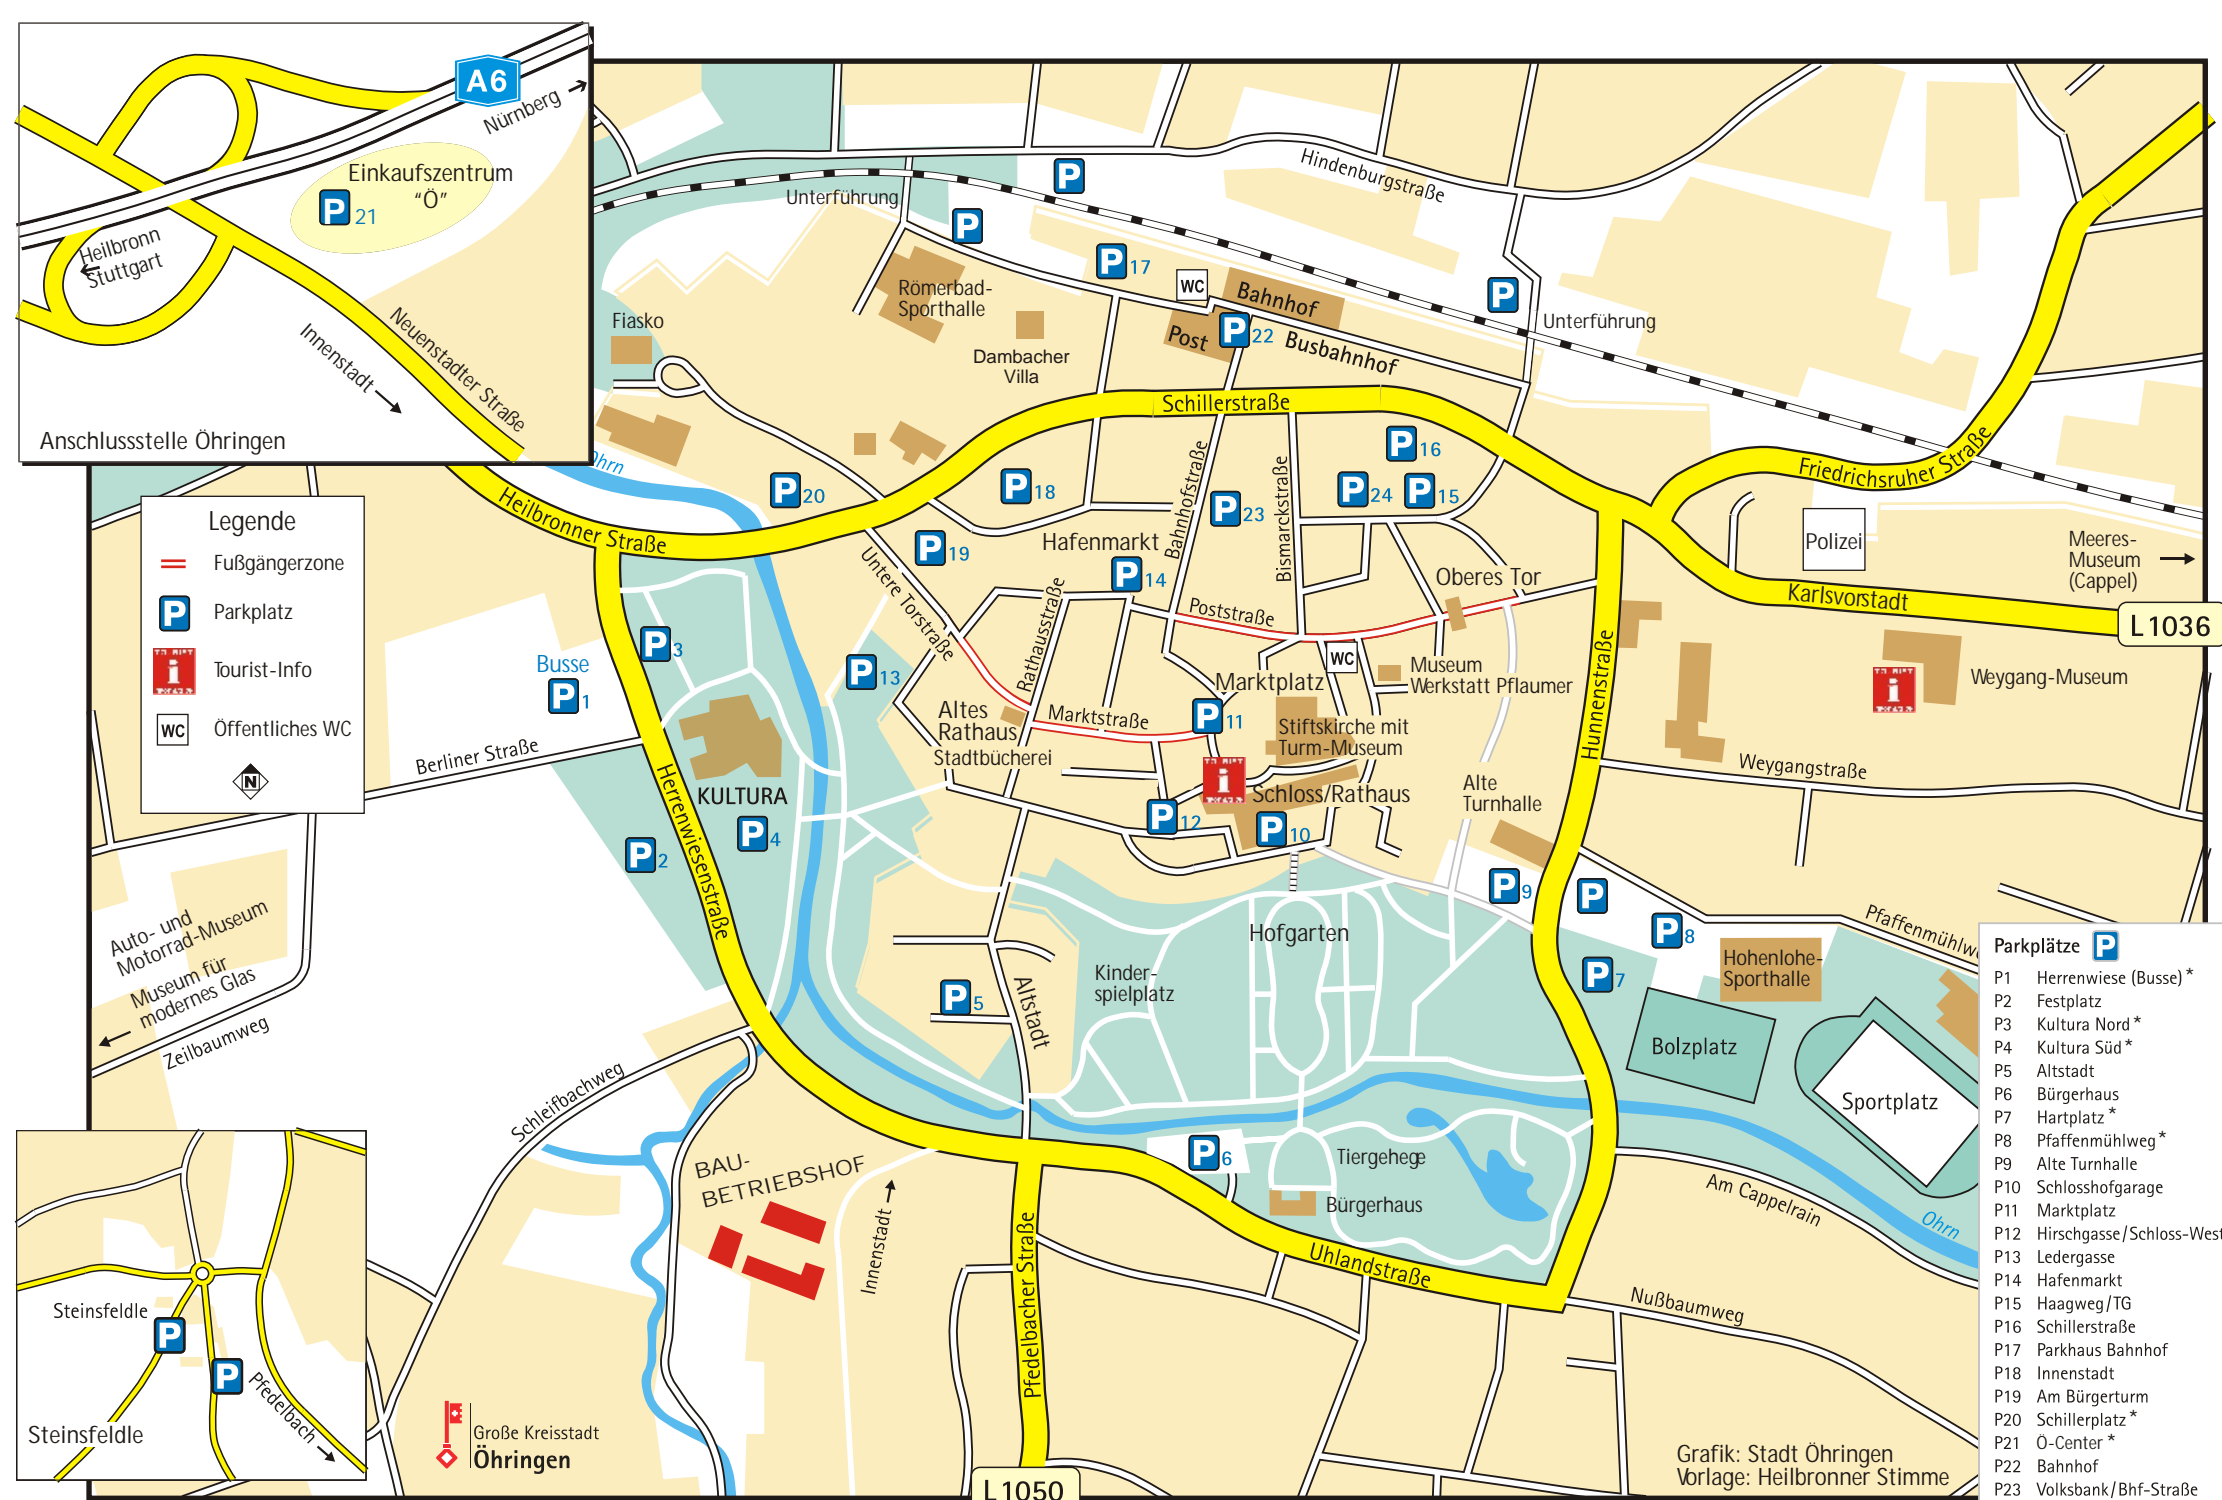 A6
Nürnberg
Einkaufszentrum
"Ö"
P 21
Heilbronn
Stuttgart
Innenstadt
Neuenstadter Straße
Anschlussstelle Öhringen
Legende
Fußgängerzone
P Parkplatz
i Tourist-Info
WC Öffentliches WC
N
Hindenburgstraße
Unterführung
P
P
P 17
WC
Bahnhof
P
Unterführung
Römerbad-
Sporthalle
Post
P 22
Busbahnhof
Fiasko
Dambacher
Villa
Schillerstraße
Ohrn
Heilbronner Straße
P 20
P 18
P 16
P 24
P 15
P 23
P 19
Bahnhofstraße
Bismarckstraße
Friedrichsruher Straße
Polizei
Meeres-
Museum
(Cappel)
Karlsvorstadt
L 1036
Hafenmarkt
P 14
Untere Torstraße
Rathausstraße
Poststraße
Oberes Tor
P 3
Busse
P 1
P 13
WC
Museum
Werkstatt Pflaumer
Marktplatz
P 11
Altes
Rathaus
Marktstraße
Stadtbücherei
Stiftskirche mit
Turm-Museum
Hunnenstraße
i
Weygang-Museum
Weygangstraße
Berliner Straße
Herrenwiesenstraße
KULTURA
P 4
P 2
i
Schloss/Rathaus
P 12
P 10
Alte
Turnhalle
P 9
P
P 8
P 7
Pfaffenmühlw
Hohenlohe-
Sporthalle
Hofgarten
Kinder-
spielplatz
P 5
Altstadt
Bolzplatz
Sportplatz
Auto- und
Motorrad-Museum
Museum für
modernes Glas
Zeilbaumweg
Schleifbachweg
BAU-
BETRIEBSHOF
Innenstadt
P 6
Tiergehege
Bürgerhaus
Am Cappelrain
Ohrn
Uhlandstraße
Nußbaumweg
Pfedelbacher Straße
L 1050
Steinsfeldle
P
P
Pfedelbach
Steinsfeldle
Große Kreisstadt
Öhringen
Grafik: Stadt Öhringen
Vorlage: Heilbronner Stimme
Parkplätze P
P1 Herrenwiese (Busse) *
P2 Festplatz
P3 Kultura Nord *
P4 Kultura Süd *
P5 Altstadt
P6 Bürgerhaus
P7 Hartplatz *
P8 Pfaffenmühlweg *
P9 Alte Turnhalle
P10 Schlosshofgarage
P11 Marktplatz
P12 Hirschgasse/Schloss-West
P13 Ledergasse
P14 Hafenmarkt
P15 Haagweg/TG
P16 Schillerstraße
P17 Parkhaus Bahnhof
P18 Innenstadt
P19 Am Bürgerturm
P20 Schillerplatz *
P21 Ö-Center *
P22 Bahnhof
P23 Volksbank/Bhf-Straße